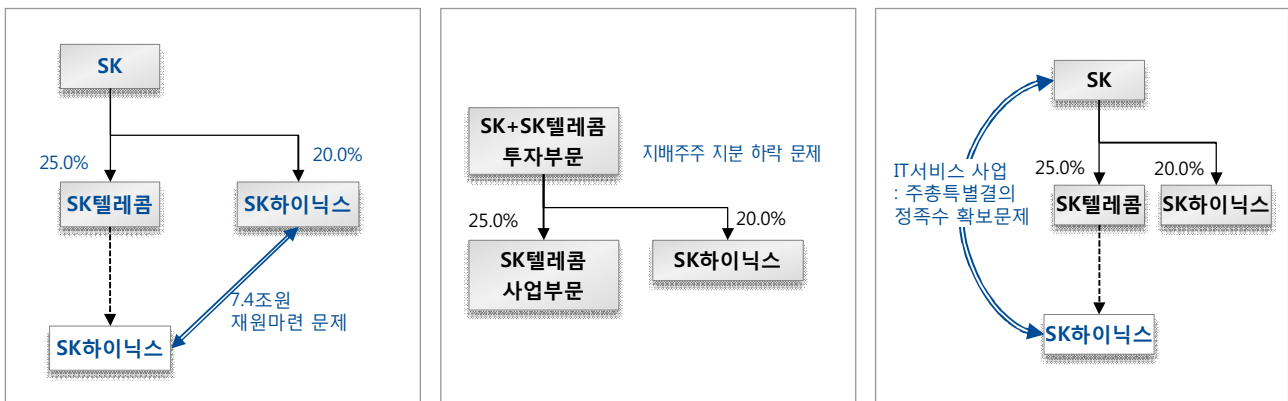 SK
25.0%
20.0%
SK텔레콤
SK하이닉스
7.4조원
재원마련 문제
SK하이닉스
SK+SK텔레콤
투자부문
지배주주 지분 하락 문제
25.0%
20.0%
SK텔레콤
사업부문
SK하이닉스
SK
IT서비스 사업
: 주총특별결의
정족수 확보문제
25.0%
20.0%
SK텔레콤
SK하이닉스
SK하이닉스